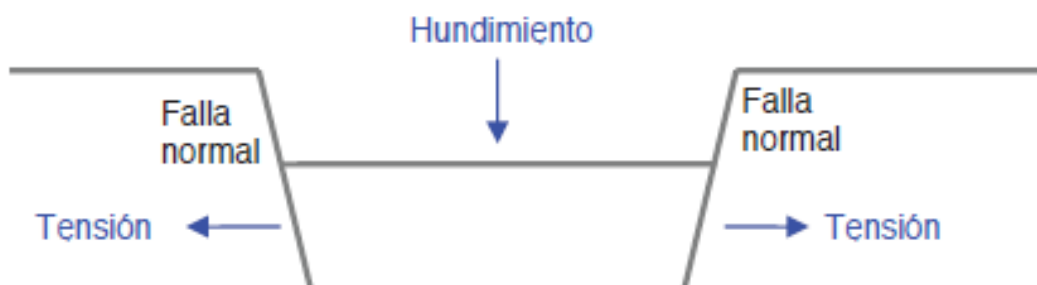 Hundimiento
Falla
normal
Falla
normal
Tensión
Tensión